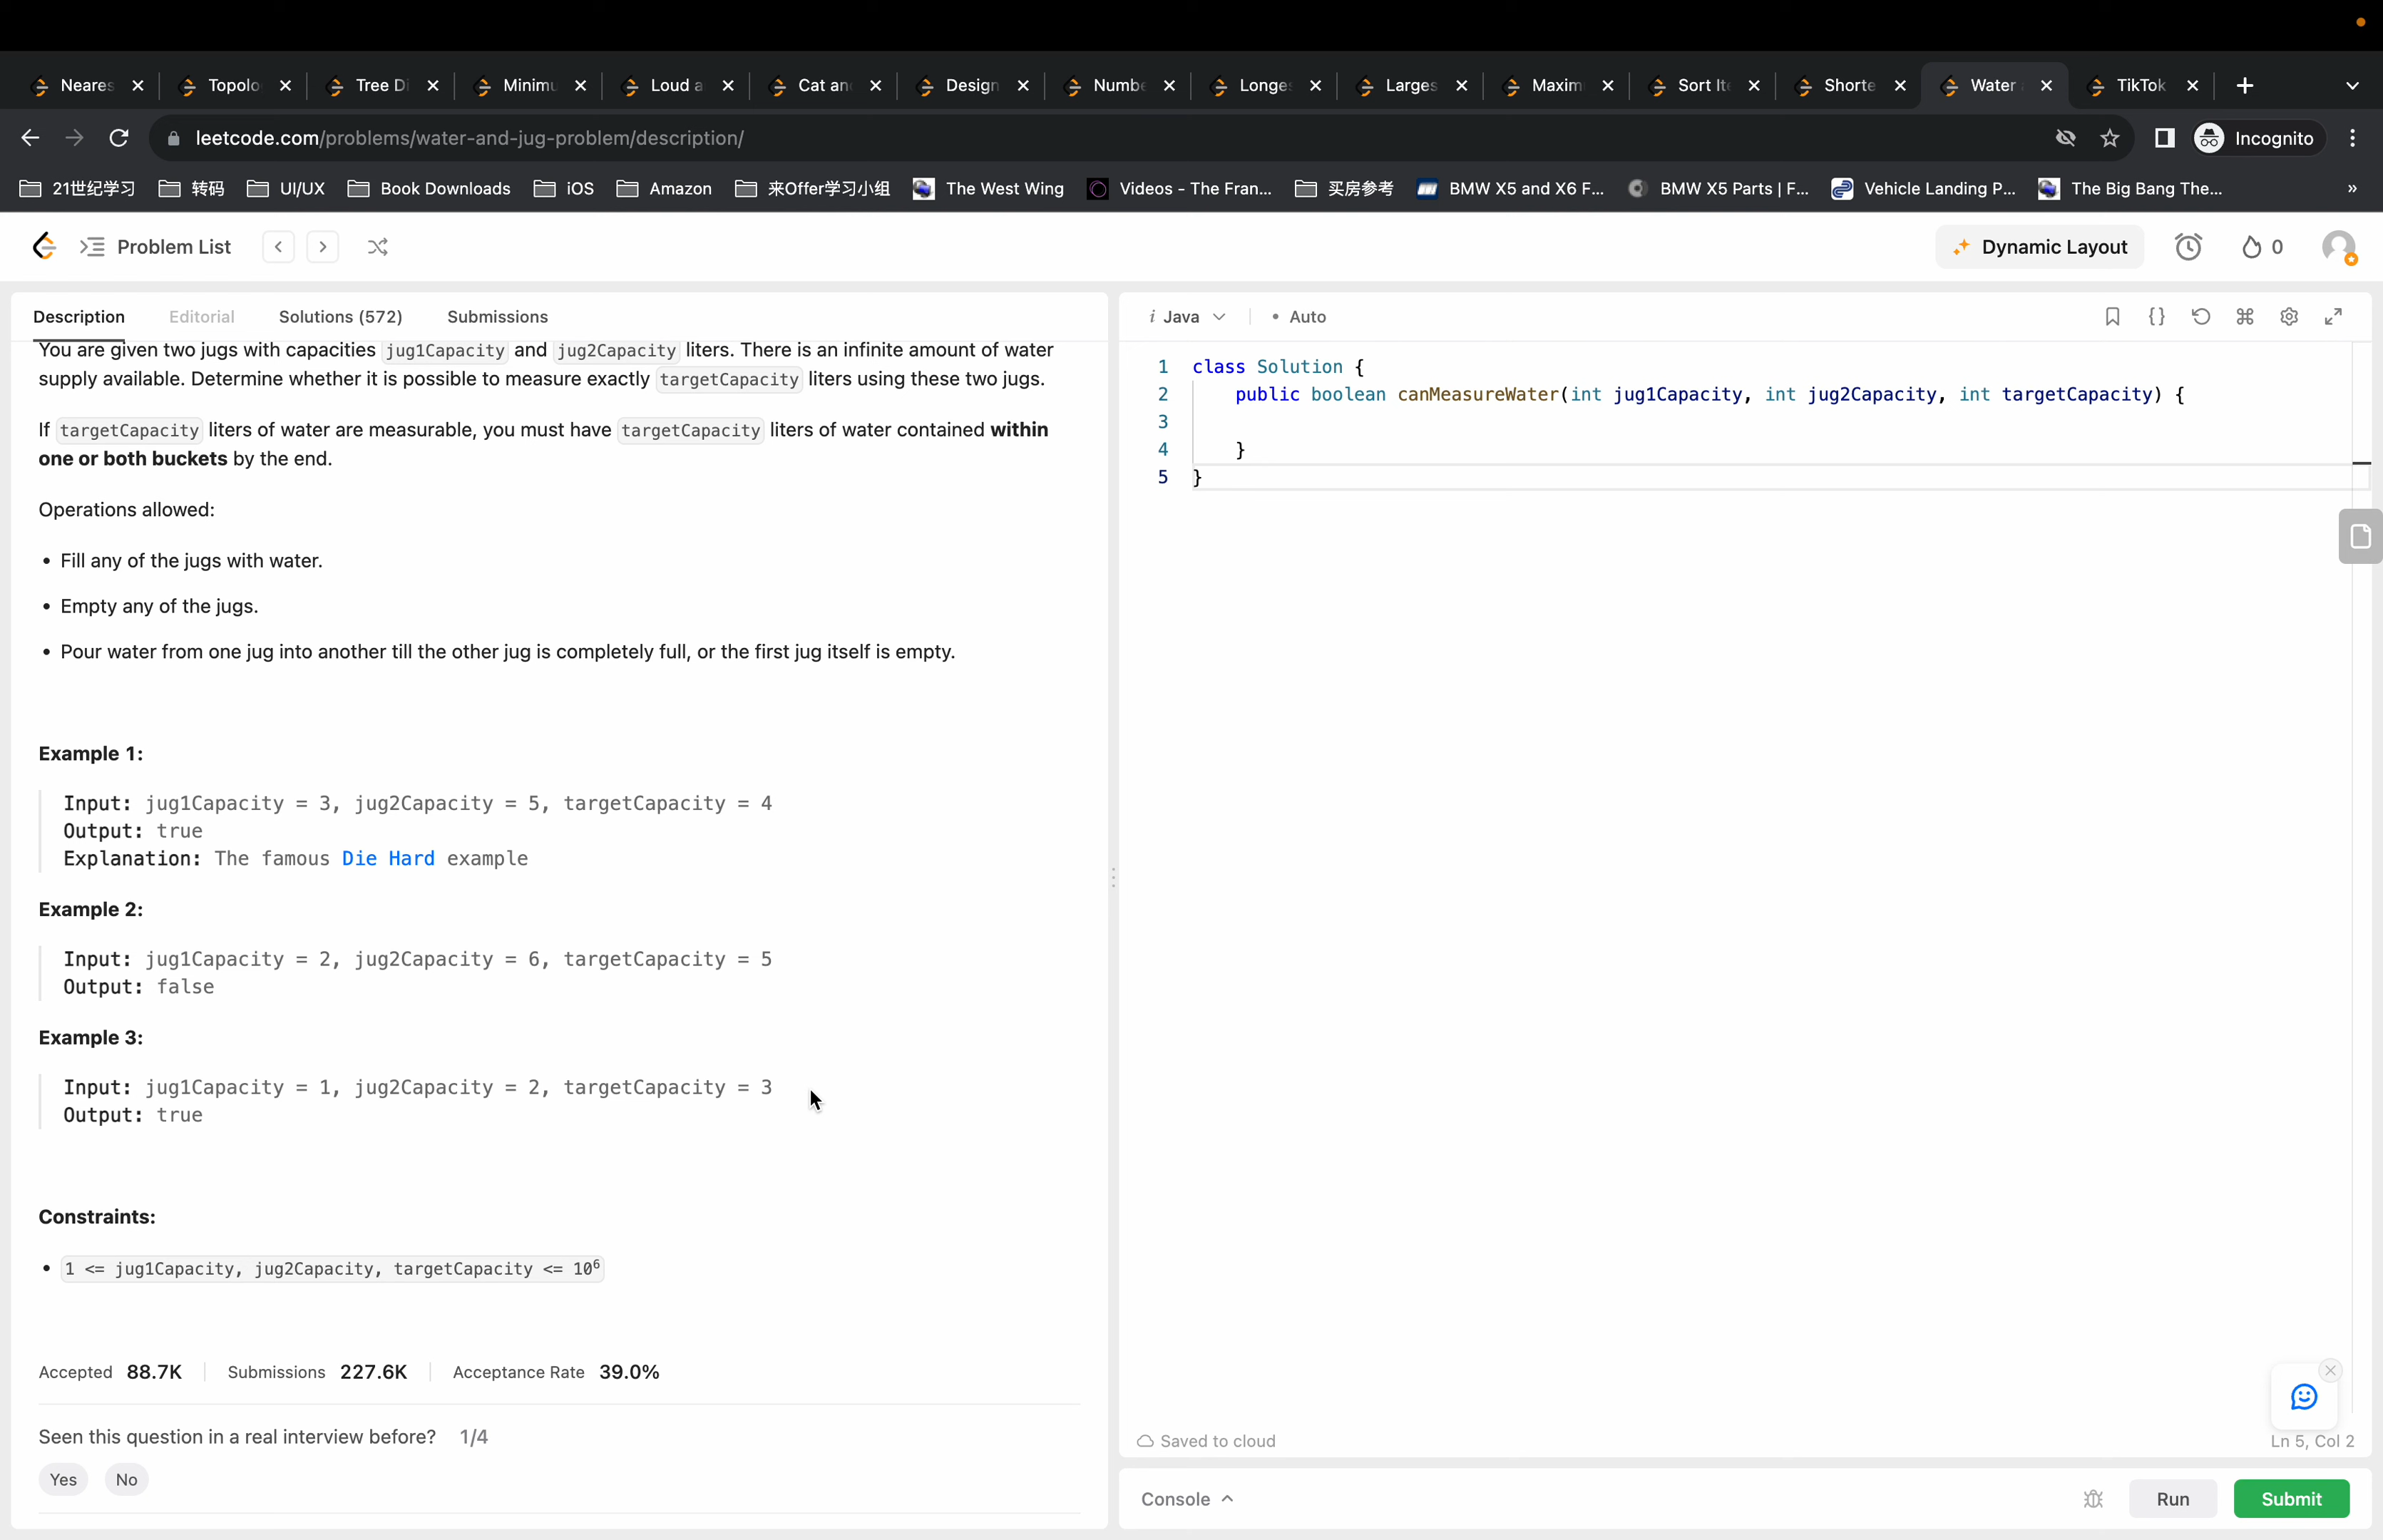 Neares
Topolo
Tree Di
Minimu
Loud a
Cat an
Design
Numbe
Longes
Larges
Maxim
Sort Ite
Shorte
Water
TikTok
leetcode.com/problems/water-and-jug-problem/description/
Incognito
21世纪学习
转码
UI/UX
Book Downloads
iOS
Amazon
来Offer学习小组
The West Wing
Videos - The Fran...
买房参考
BMW X5 and X6 F...
BMW X5 Parts | F...
Vehicle Landing P...
The Big Bang The...
»
Problem List
Dynamic Layout
0
Description
Editorial
Solutions (572)
Submissions
You are given two jugs with capacities jug1Capacity and jug2Capacity liters. There is an infinite amount of water
supply available. Determine whether it is possible to measure exactly targetCapacity liters using these two jugs.
If targetCapacity liters of water are measurable, you must have targetCapacity liters of water contained within
one or both buckets by the end.
Operations allowed:
• Fill any of the jugs with water.
• Empty any of the jugs.
• Pour water from one jug into another till the other jug is completely full, or the first jug itself is empty.
Example 1:
Input: jug1Capacity = 3, jug2Capacity = 5, targetCapacity = 4
Output: true
Explanation: The famous Die Hard example
Example 2:
Input: jug1Capacity = 2, jug2Capacity = 6, targetCapacity = 5
Output: false
Example 3:
Input: jug1Capacity = 1, jug2Capacity = 2, targetCapacity = 3
Output: true
Constraints:
• 1 <= jug1Capacity, jug2Capacity, targetCapacity <= 10⁶
Accepted 88.7K
Submissions 227.6K
Acceptance Rate 39.0%
Seen this question in a real interview before? 1/4
Yes
No
i Java
• Auto
{}
1 class Solution {
2 public boolean canMeasureWater(int jug1Capacity, int jug2Capacity, int targetCapacity) {
3
4 }
5 }
Saved to cloud
Ln 5, Col 2
Console
Run
Submit